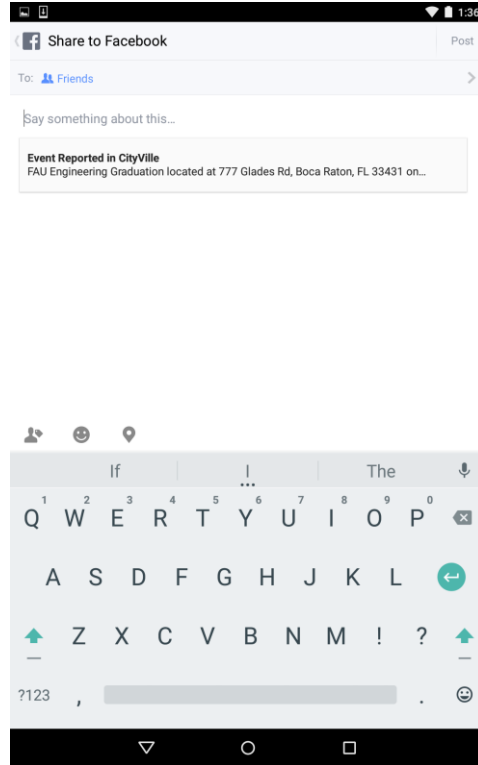 1:36
Share to Facebook
Post
To: Friends
Say something about this...
Event Reported in CityVille
FAU Engineering Graduation located at 777 Glades Rd, Boca Raton, FL 33431 on...
If I The
1 2 3 4 5 6 7 8 9 0
Q W E R T Y U I O P
A S D F G H J K L
Z X C V B N M ! ?
?123 , .